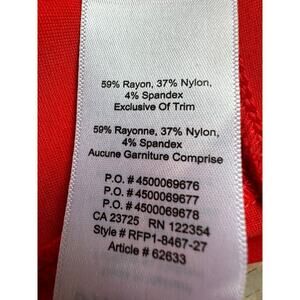 59% Rayon, 37% Nylon,
4% Spandex
Exclusive Of Trim
59% Rayonne, 37% Nylon,
4% Spandex
Aucune Garniture Comprise
P.O. # 4500069676
P.O. # 4500069677
P.O. # 4500069678
CA 23725 RN 122354
Style # RFP1-8467-27
Article # 62633